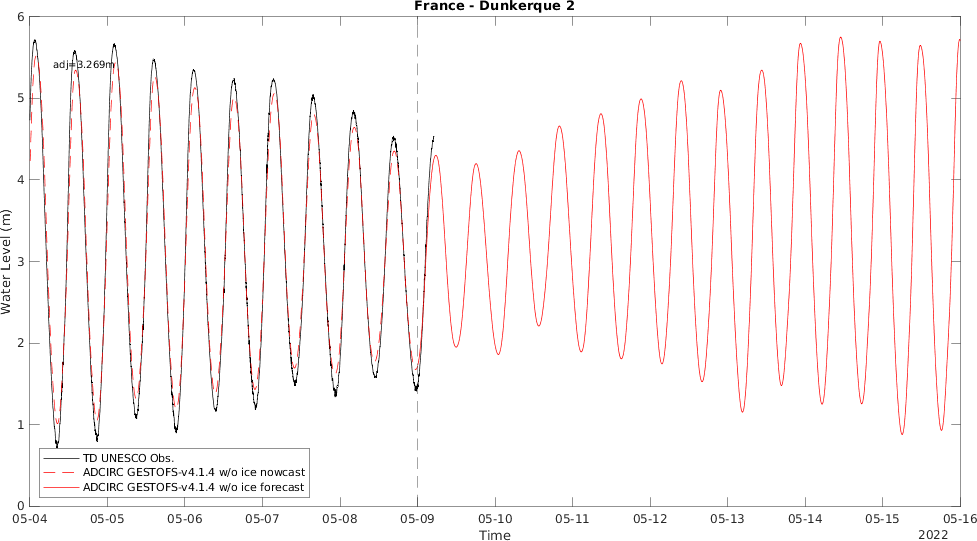 France - Dunkerque 2
6
adj=3.269m
5
4
3
2
1
0
Water Level (m)
TD UNESCO Obs.
ADCIRC GESTOFS-v4.1.4 w/o ice nowcast
ADCIRC GESTOFS-v4.1.4 w/o ice forecast
05-04 05-05 05-06 05-07 05-08 05-09 05-10 05-11 05-12 05-13 05-14 05-15 05-16
Time
2022